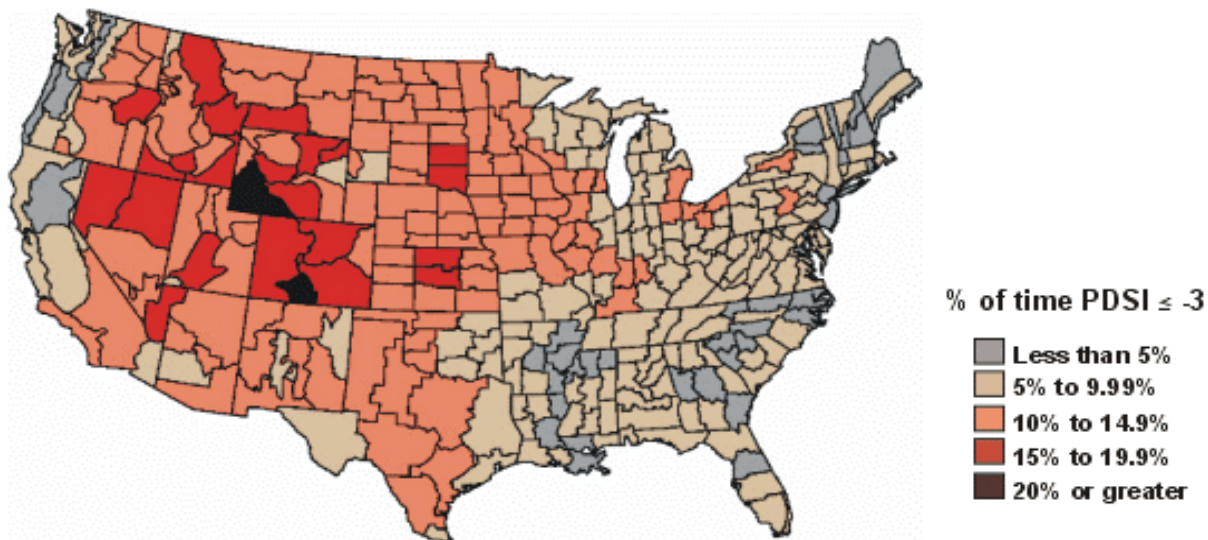 % of time PDSI ≤ -3
Less than 5%
5% to 9.99%
10% to 14.9%
15% to 19.9%
20% or greater